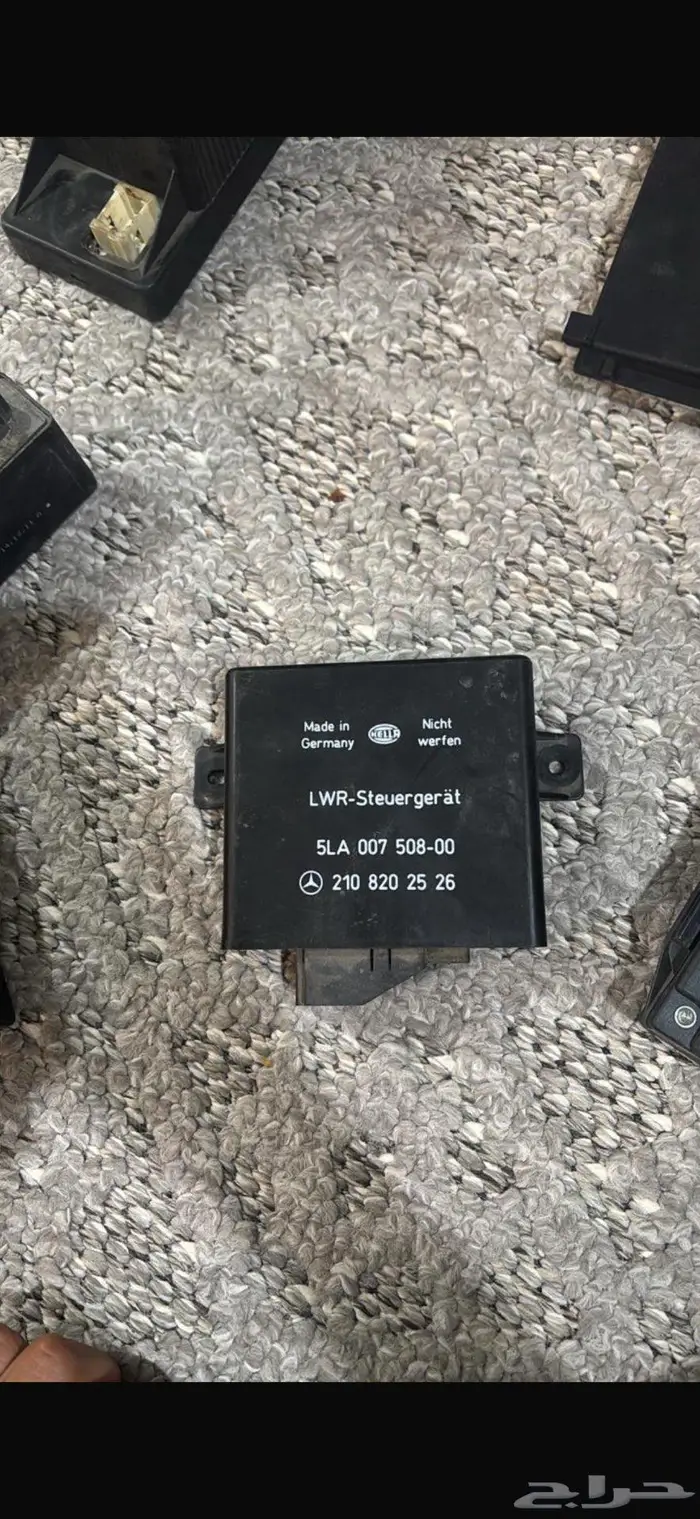 Made in Germany
HELLA
Nicht werfen
LWR-Steuergerät
5LA 007 508-00
210 820 25 26
حراج